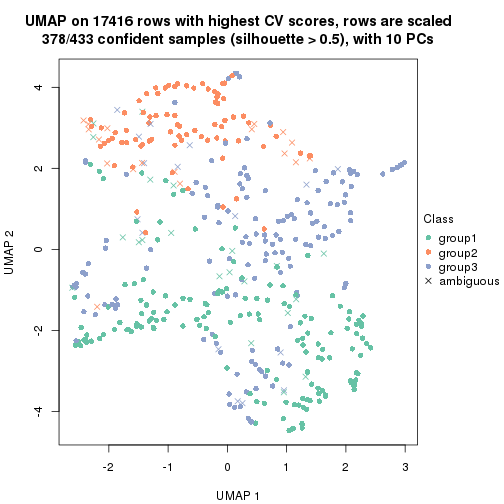 UMAP on 17416 rows with highest CV scores, rows are scaled
378/433 confident samples (silhouette > 0.5), with 10 PCs
4
2
0
-2
-4
UMAP 2
-2
-1
0
1
2
3
UMAP 1
Class
group1
group2
group3
ambiguous